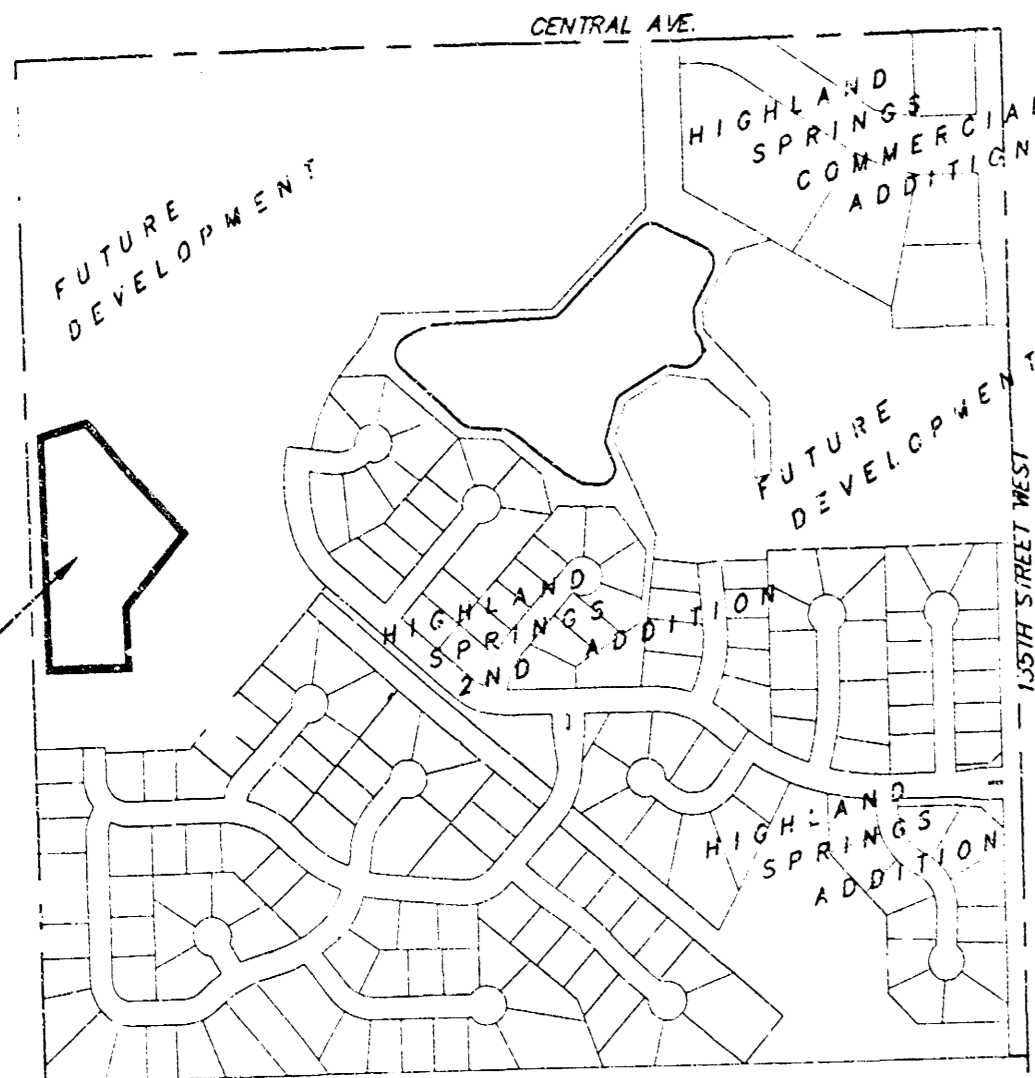 CENTRAL AVE.
HIGHLAND
SPRINGS
COMMERCIAL
ADDITION
FUTURE
DEVELOPMENT
FUTURE
DEVELOPMENT
135TH STREET WEST
HIGHLAND
SPRINGS
2ND ADDITION
HIGHLAND
SPRINGS
ADDITION